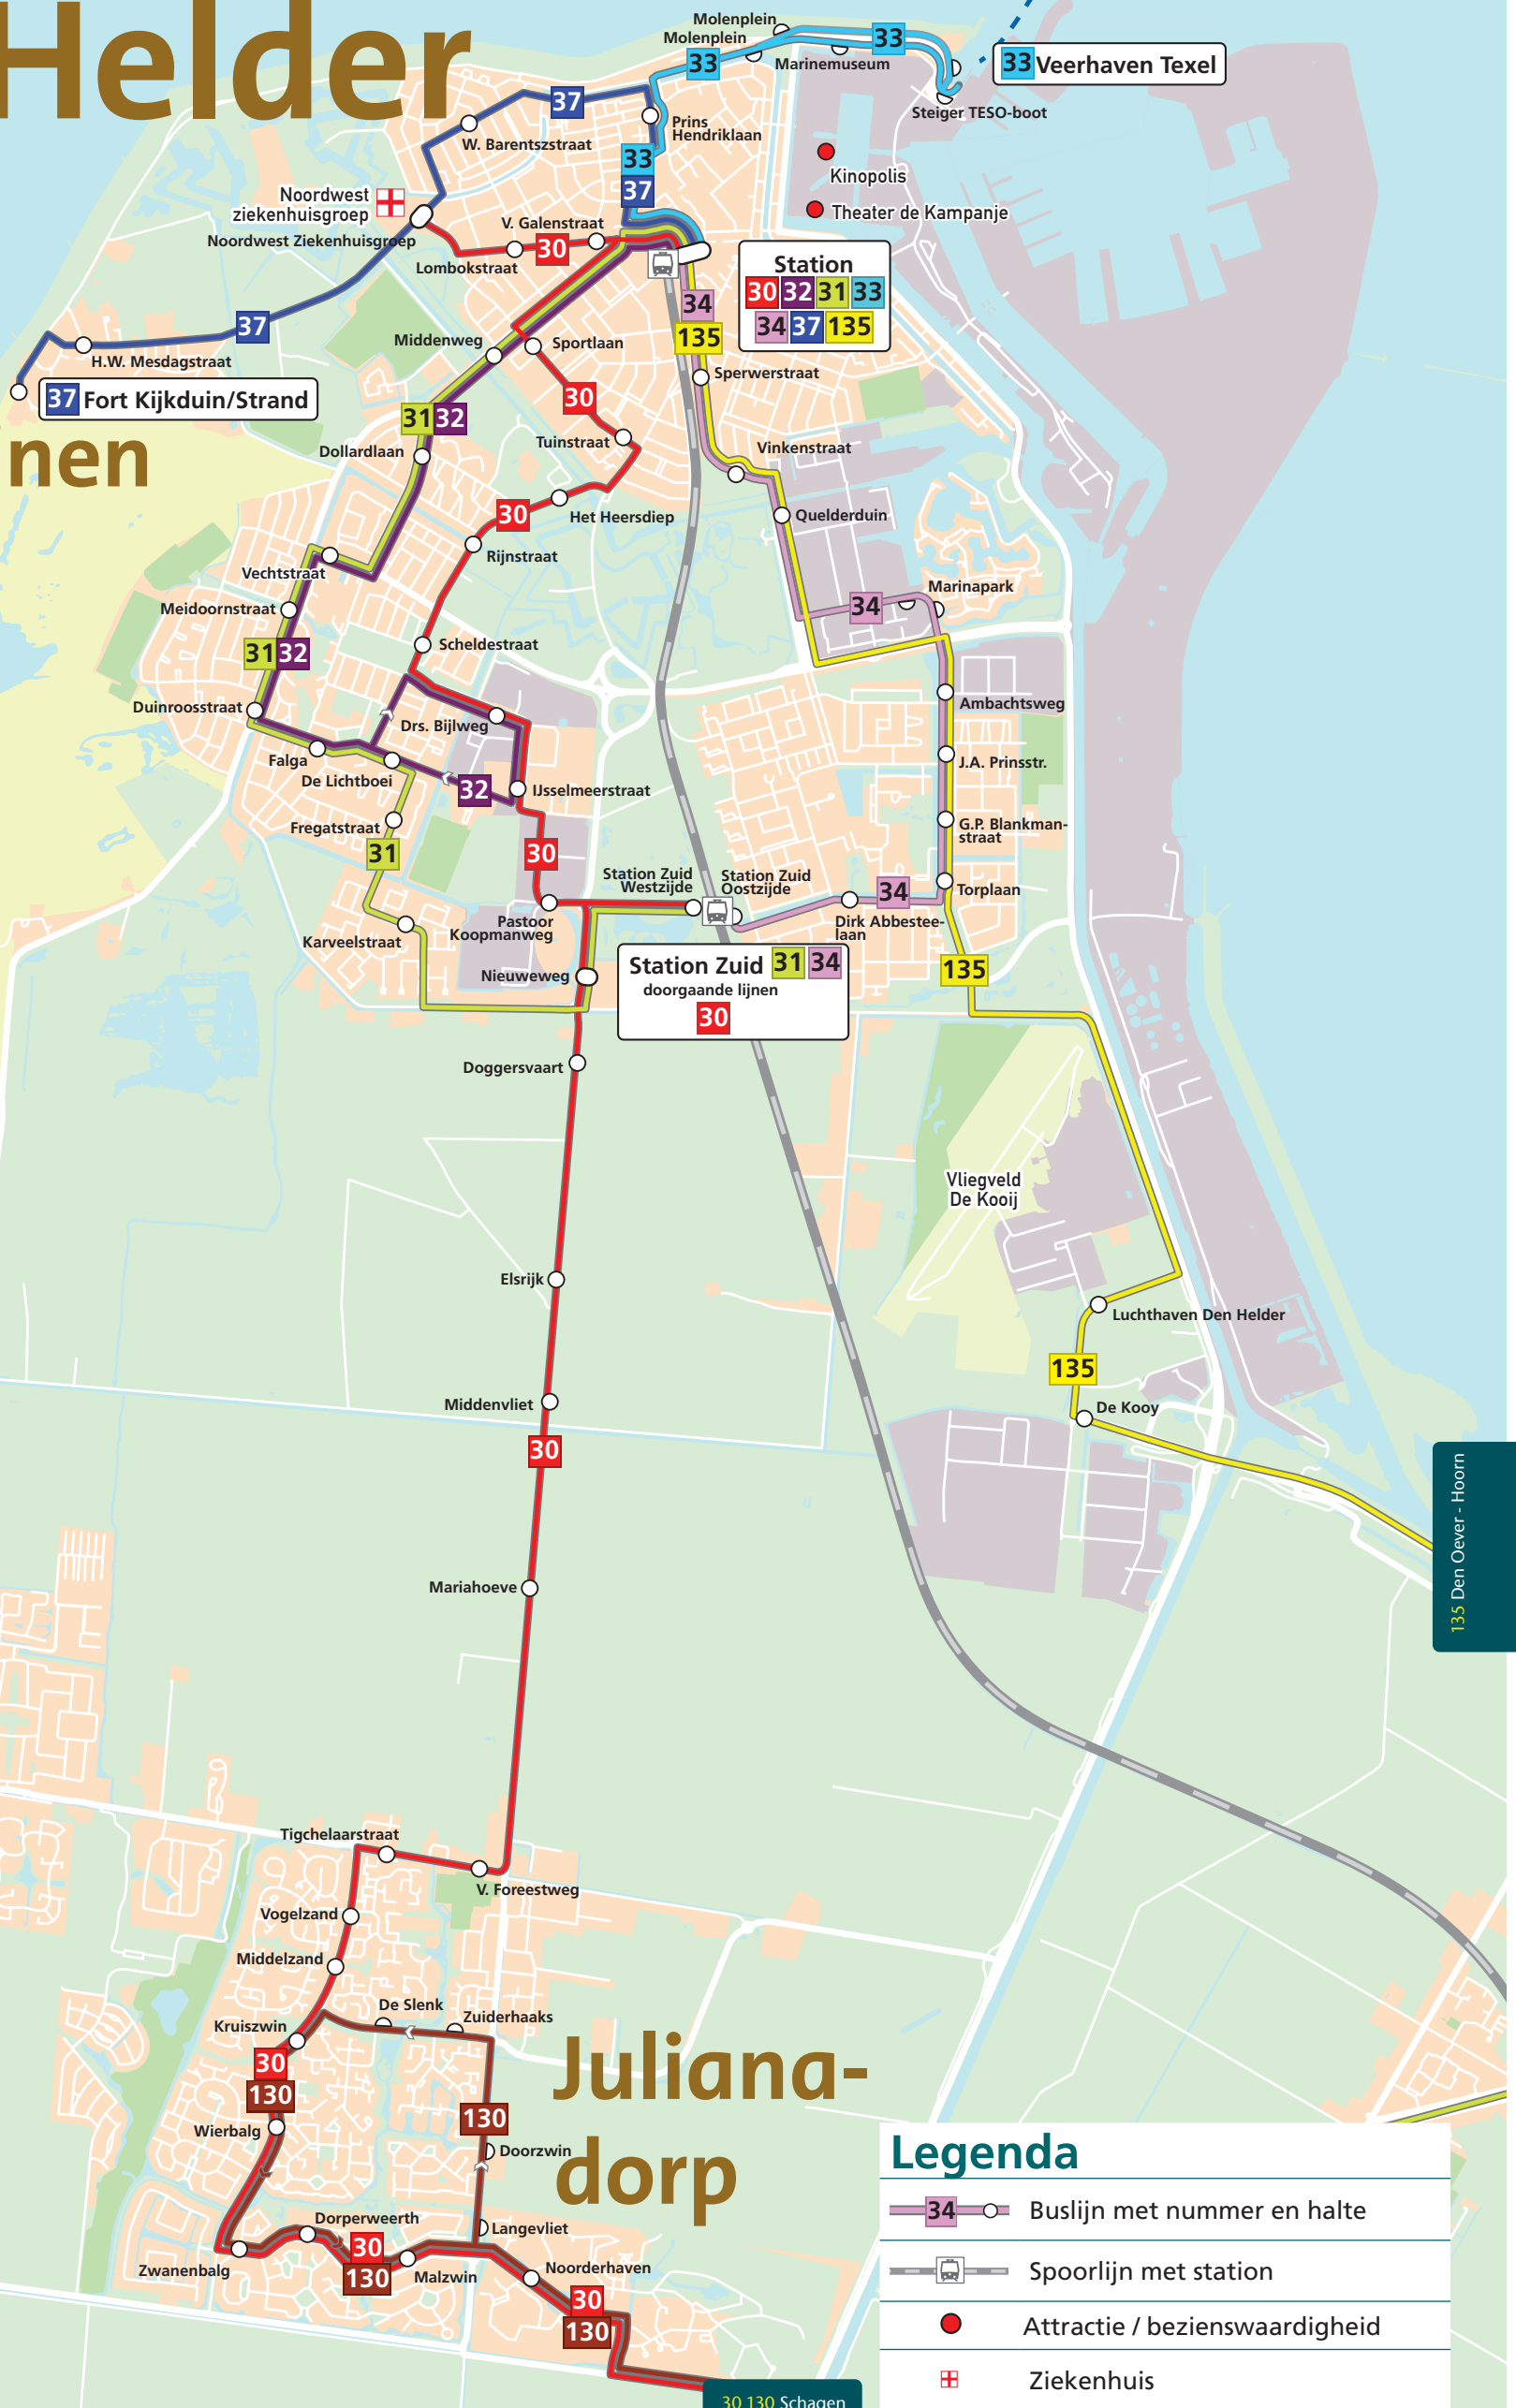 Helder
nen
Molenplein
Molenplein
33
33
Marinemuseum
33 Veerhaven Texel
Steiger TESO-boot
37
W. Barentszstraat
Prins
Hendriklaan
33
37
Kinopolis
Theater de Kampanje
Noordwest
ziekenhuisgroep
Noordwest Ziekenhuisgroep
V. Galenstraat
30
Lombokstraat
Station
30 32 31 33
34 37 135
34
135
37
H.W. Mesdagstraat
37 Fort Kijkduin/Strand
Middenweg
Sportlaan
Sperwerstraat
30
31 32
Tuinstraat
Dollardlaan
Vinkenstraat
30
Het Heersdiep
Quelderduin
Rijnstraat
Vechtstraat
Marinapark
34
Meidoornstraat
31 32
Scheldestraat
Duinroosstraat
Drs. Bijlweg
Ambachtsweg
Falga
De Lichtboei
32
IJsselmeerstraat
J.A. Prinsstr.
Fregatstraat
31
30
G.P. Blankman-
straat
Station Zuid
Westzijde
Station Zuid
Oostzijde
34
Torplaan
Pastoor
Koopmanweg
Dirk Abbestee-
laan
Karveelstraat
Nieuweweg
Station Zuid 31 34
doorgaande lijnen
30
135
Doggersvaart
Vliegveld
De Kooij
Elsrijk
Luchthaven Den Helder
135
Middenvliet
De Kooy
30
135 Den Oever - Hoorn
Mariahoeve
Tigchelaarstraat
V. Foreestweg
Vogelzand
Middelzand
De Slenk
Zuiderhaaks
Kruiszwin
30
130
Juliana-
dorp
130
Wierbalg
Doorzwin
Langevliet
Dorperweerth
30
130
Zwanenbalg
Malzwin
Noorderhaven
30
130
30 130 Schagen
Legenda
34 Buslijn met nummer en halte
Spoorlijn met station
Attractie / bezienswaardigheid
Ziekenhuis